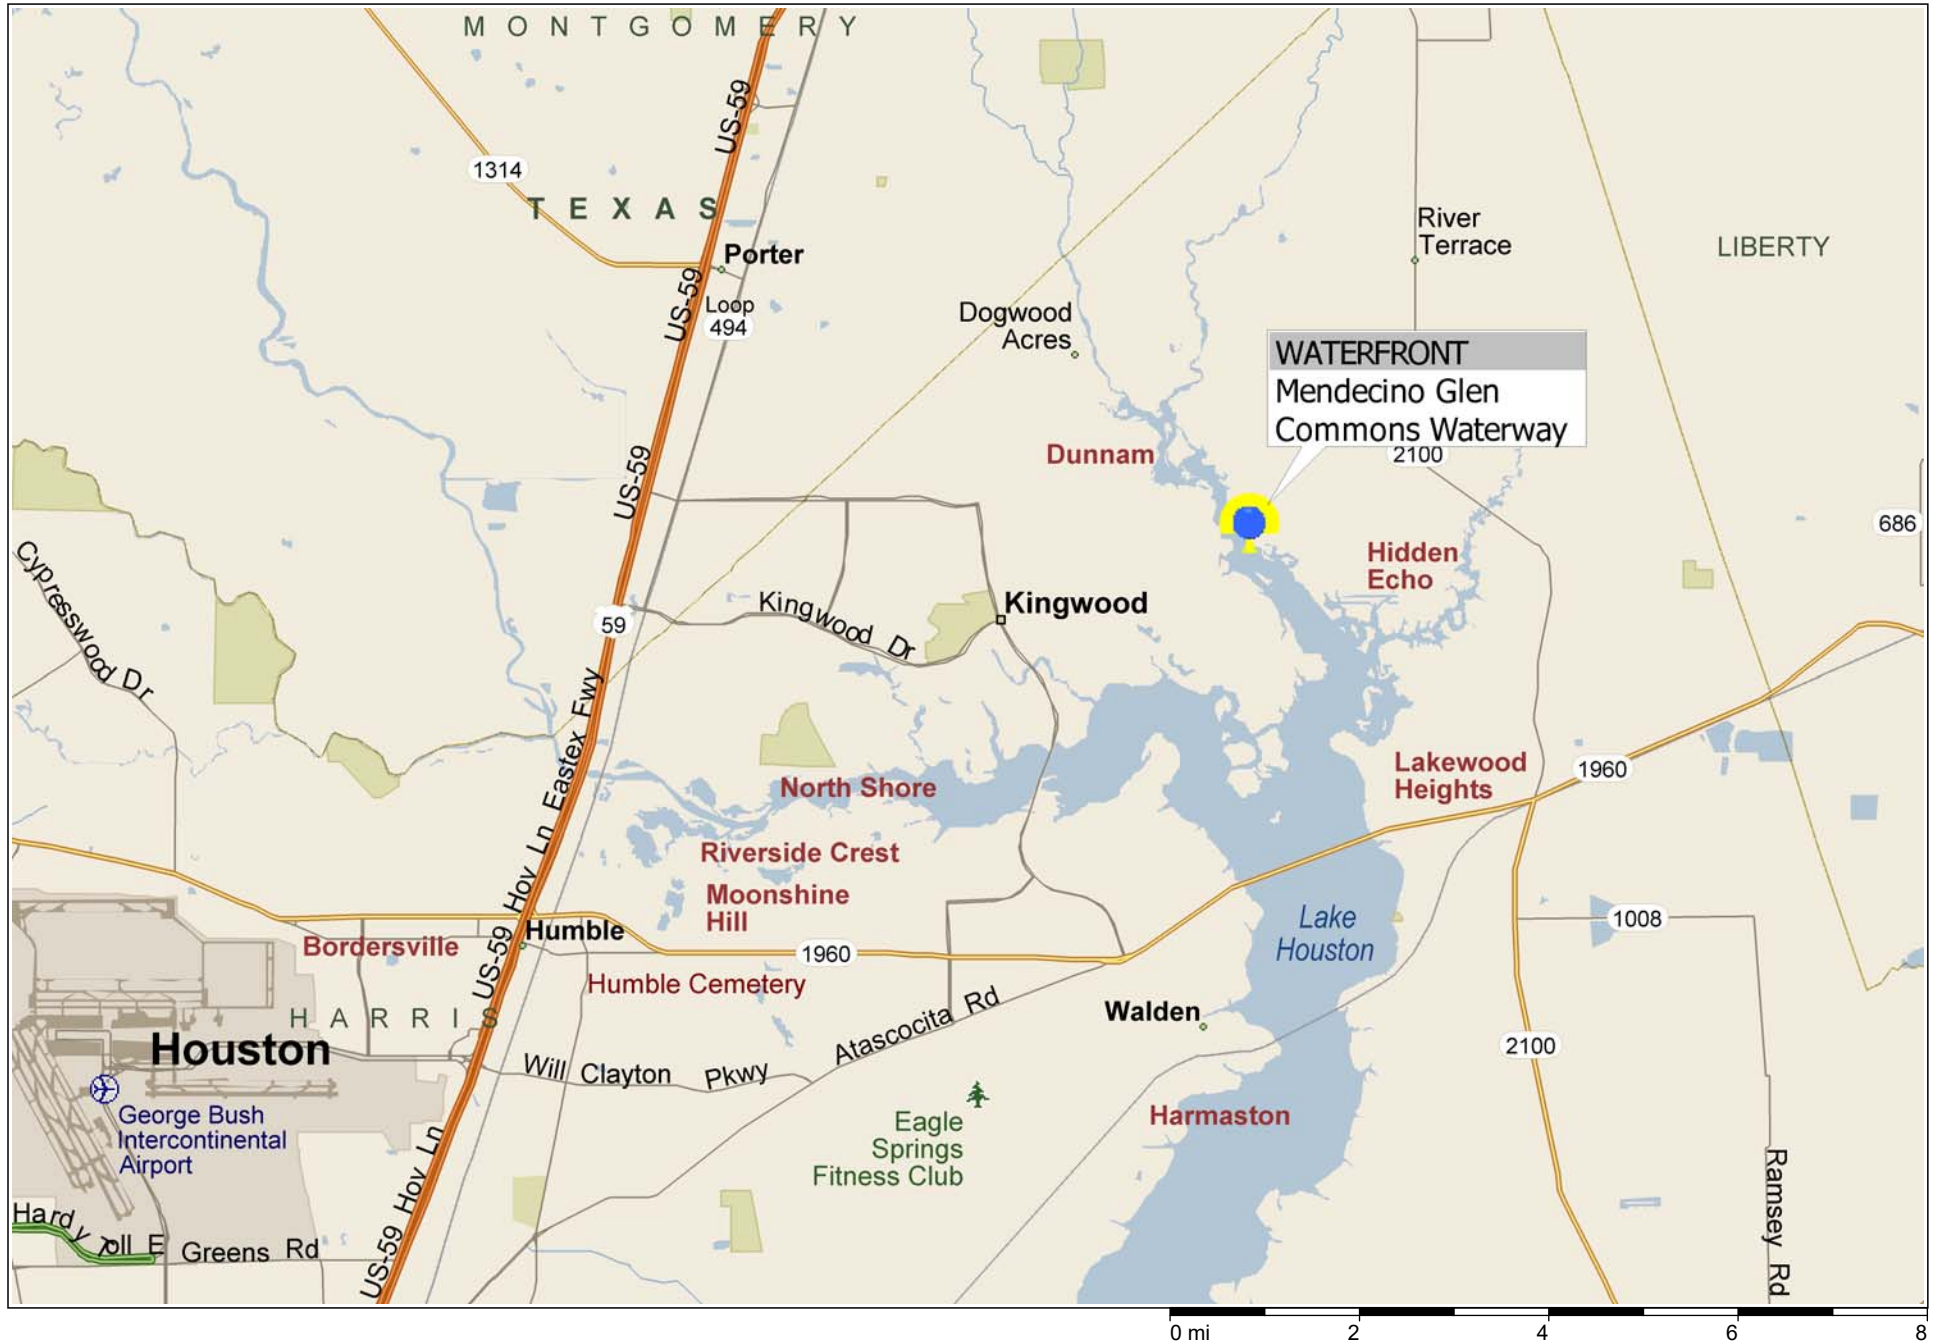 MONTGOMERY
US-59
1314
TEXAS
River
Terrace
LIBERTY
Porter
US-59
Loop
494
Dogwood
Acres
WATERFRONT
Mendecino Glen
Commons Waterway
2100
Dunnam
US-59
686
Hidden
Echo
Cypresswood Dr
Kingwood
Kingwood Dr
59
Eastex Fwy
Lakewood
Heights
1960
North Shore
Riverside Crest
US-59 Hov Ln
Moonshine
Hill
Lake
Houston
1008
Humble
Bordersville
1960
Humble Cemetery
HARRIS
Atascocita Rd
Walden
Houston
2100
Will Clayton Pkwy
George Bush
Intercontinental
Airport
Eagle
Springs
Fitness Club
Harmaston
US-59 Hov Ln
Ramsey Rd
Hardy Toll E
Greens Rd
0 mi 2 4 6 8